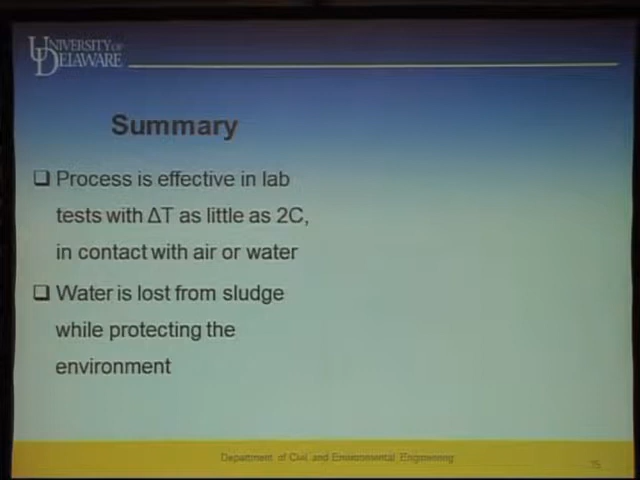 UNIVERSITY OF
DELAWARE
Summary
❑ Process is effective in lab
tests with ΔT as little as 2C,
in contact with air or water
❑ Water is lost from sludge
while protecting the
environment
Department of Civil and Environmental Engineering